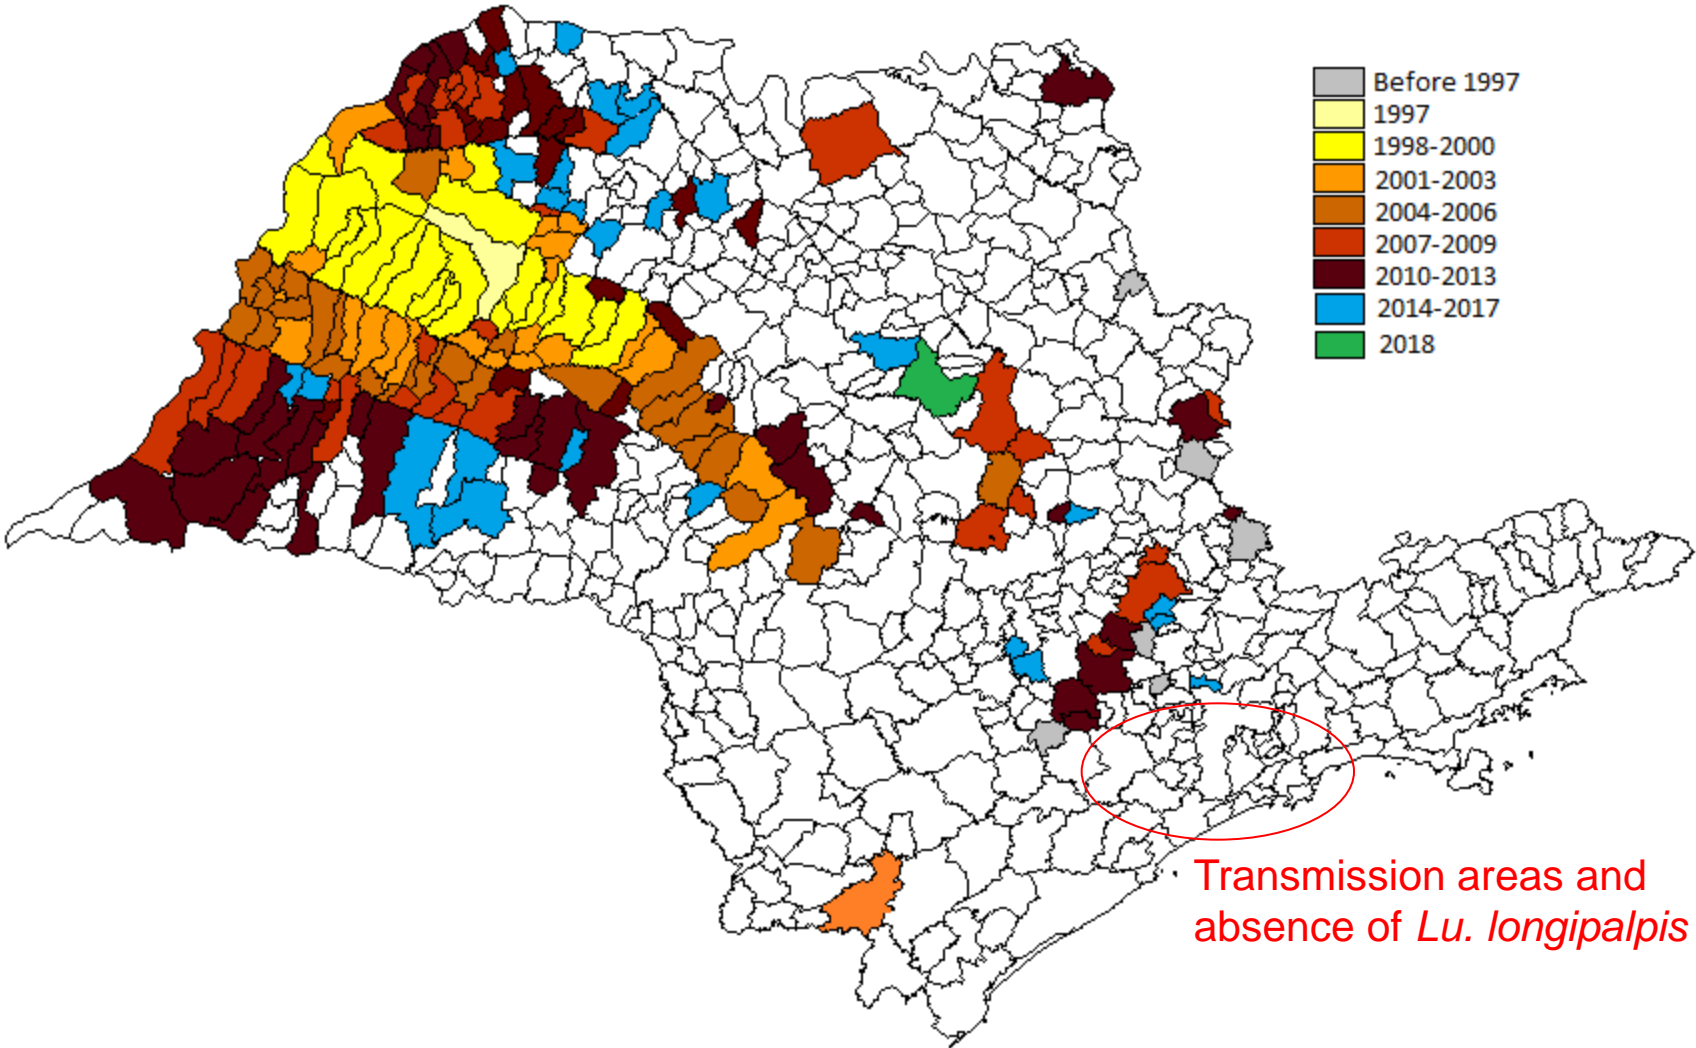 Before 1997
1997
1998-2000
2001-2003
2004-2006
2007-2009
2010-2013
2014-2017
2018
Transmission areas and
absence of Lu. longipalpis